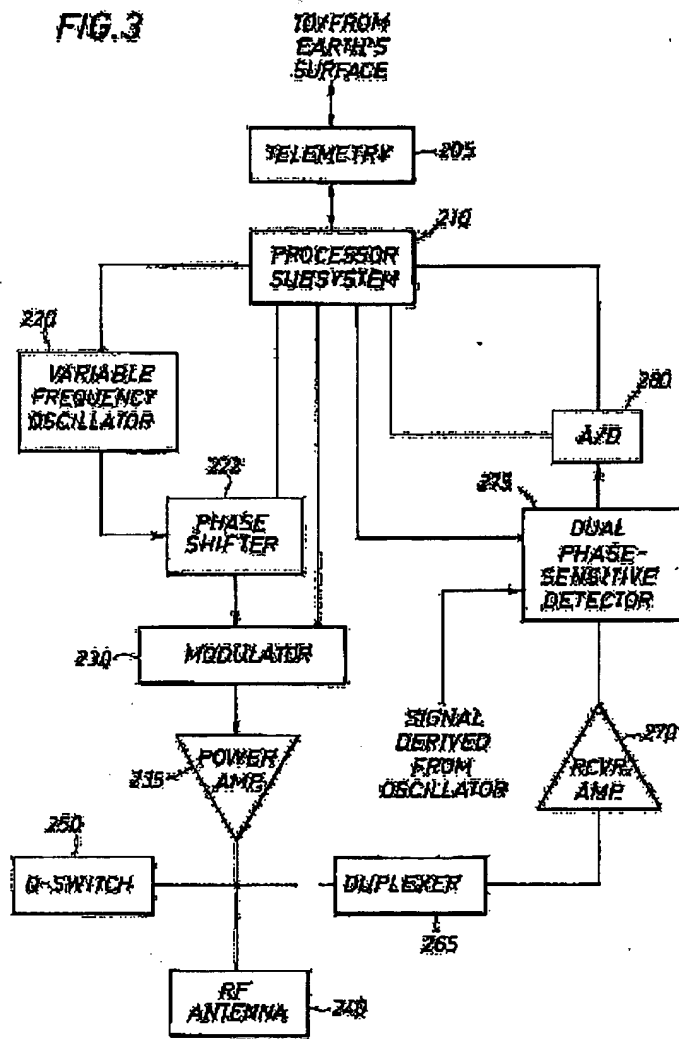 FIG. 3
TO/FROM
EARTH'S
SURFACE
TELEMETRY
205
210
PROCESSOR
SUBSYSTEM
220
VARIABLE
FREQUENCY
OSCILLATOR
280
A/D
222
PHASE
SHIFTER
275
DUAL
PHASE-
SENSITIVE
DETECTOR
230
MODULATOR
SIGNAL
DERIVED
FROM
OSCILLATOR
235
POWER
AMP.
270
RCVR.
AMP.
250
Q-SWITCH
DUPLEXER
265
RF
ANTENNA
240